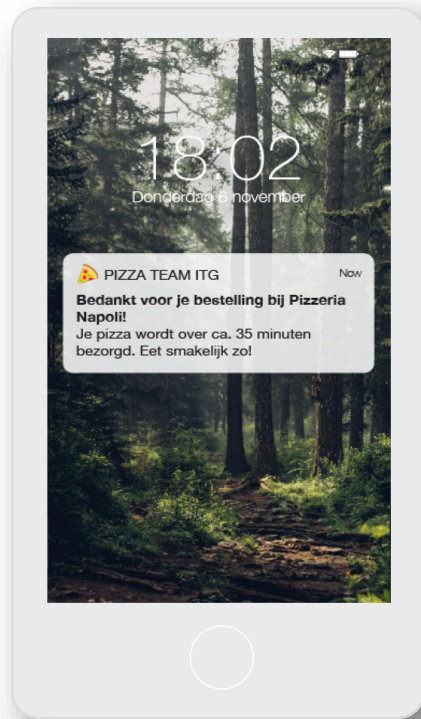 18:02
Donderdag 6 november
PIZZA TEAM ITG
Now
Bedankt voor je bestelling bij Pizzeria
Napoli!
Je pizza wordt over ca. 35 minuten
bezorgd. Eet smakelijk zo!